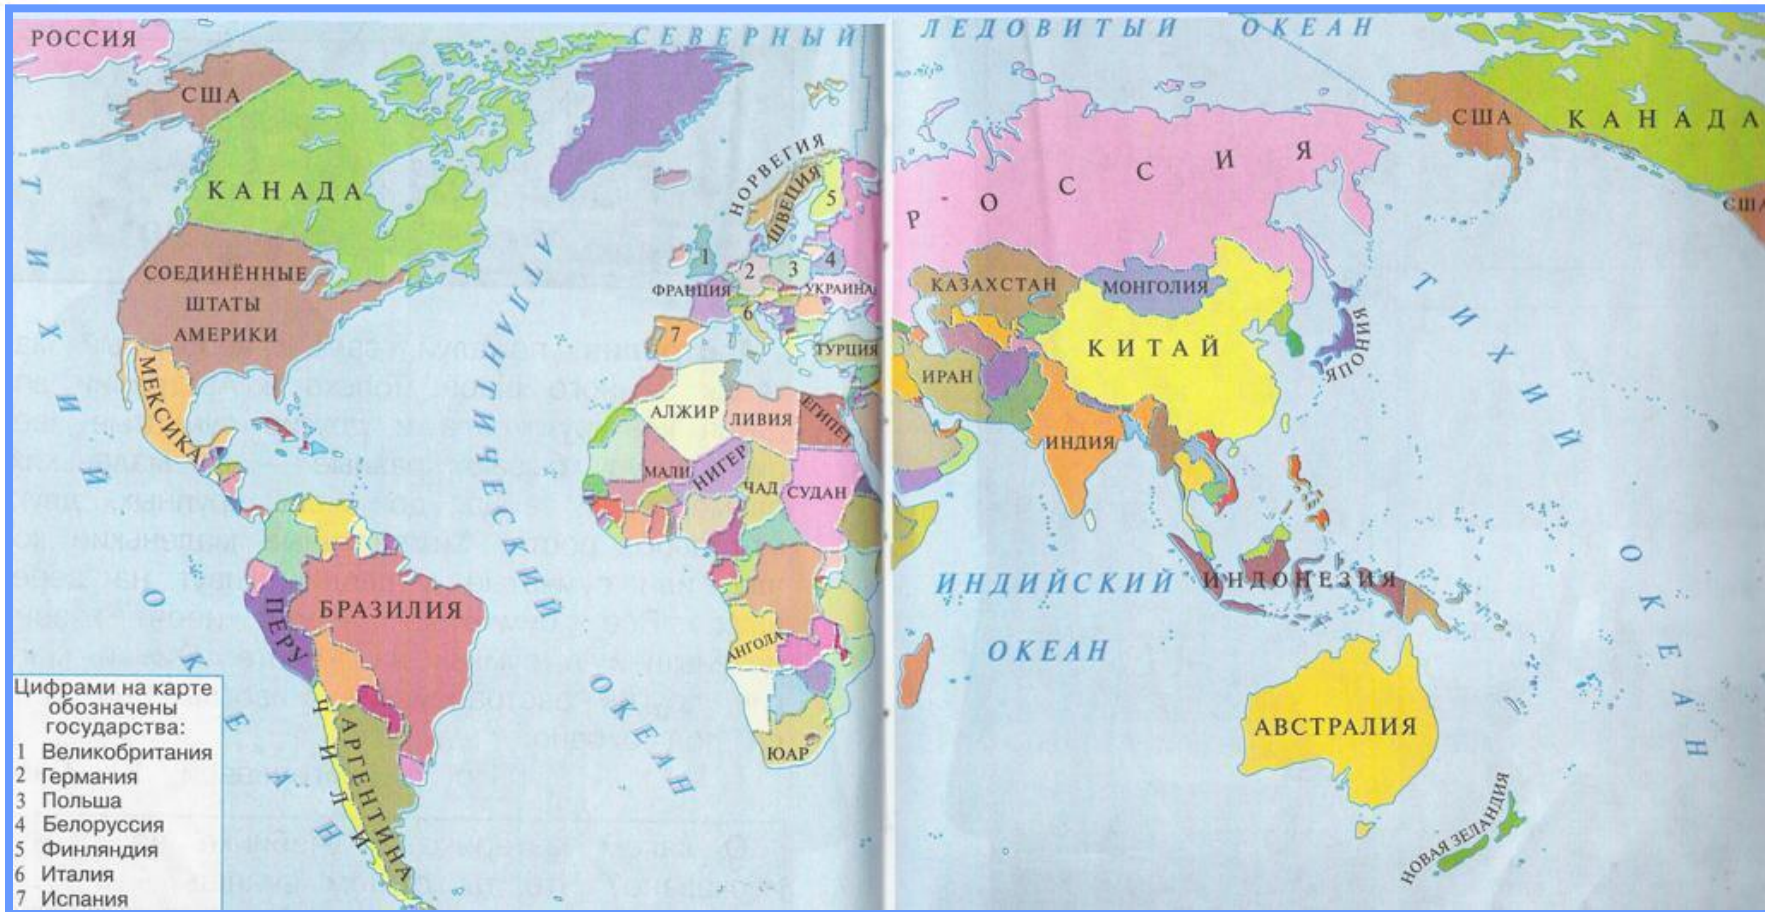 СЕВЕРНЫЙ ЛЕДОВИТЫЙ ОКЕАН
РОССИЯ
США
КАНАДА
СОЕДИНЁННЫЕ
ШТАТЫ
АМЕРИКИ
МЕКСИКА
ТИХИЙ
ОКЕАН
АТЛАНТИЧЕСКИЙ
ОКЕАН
ПЕРУ
БРАЗИЛИЯ
ЧИЛИ
АРГЕНТИНА
НОРВЕГИЯ
ШВЕЦИЯ
5
1
2
3
4
ФРАНЦИЯ
УКРАИНА
6
7
ТУРЦИЯ
АЛЖИР
ЛИВИЯ
ЕГИПЕТ
МАЛИ
НИГЕР
ЧАД
СУДАН
АНГОЛА
ЮАР
РОССИЯ
США
КАНАДА
США
КАЗАХСТАН
МОНГОЛИЯ
КИТАЙ
ЯПОНИЯ
ИРАН
ИНДИЯ
ТИХИЙ
ОКЕАН
ИНДИЙСКИЙ
ОКЕАН
ИНДОНЕЗИЯ
АВСТРАЛИЯ
НОВАЯ ЗЕЛАНДИЯ
Цифрами на карте
обозначены
государства:
1 Великобритания
2 Германия
3 Польша
4 Белоруссия
5 Финляндия
6 Италия
7 Испания